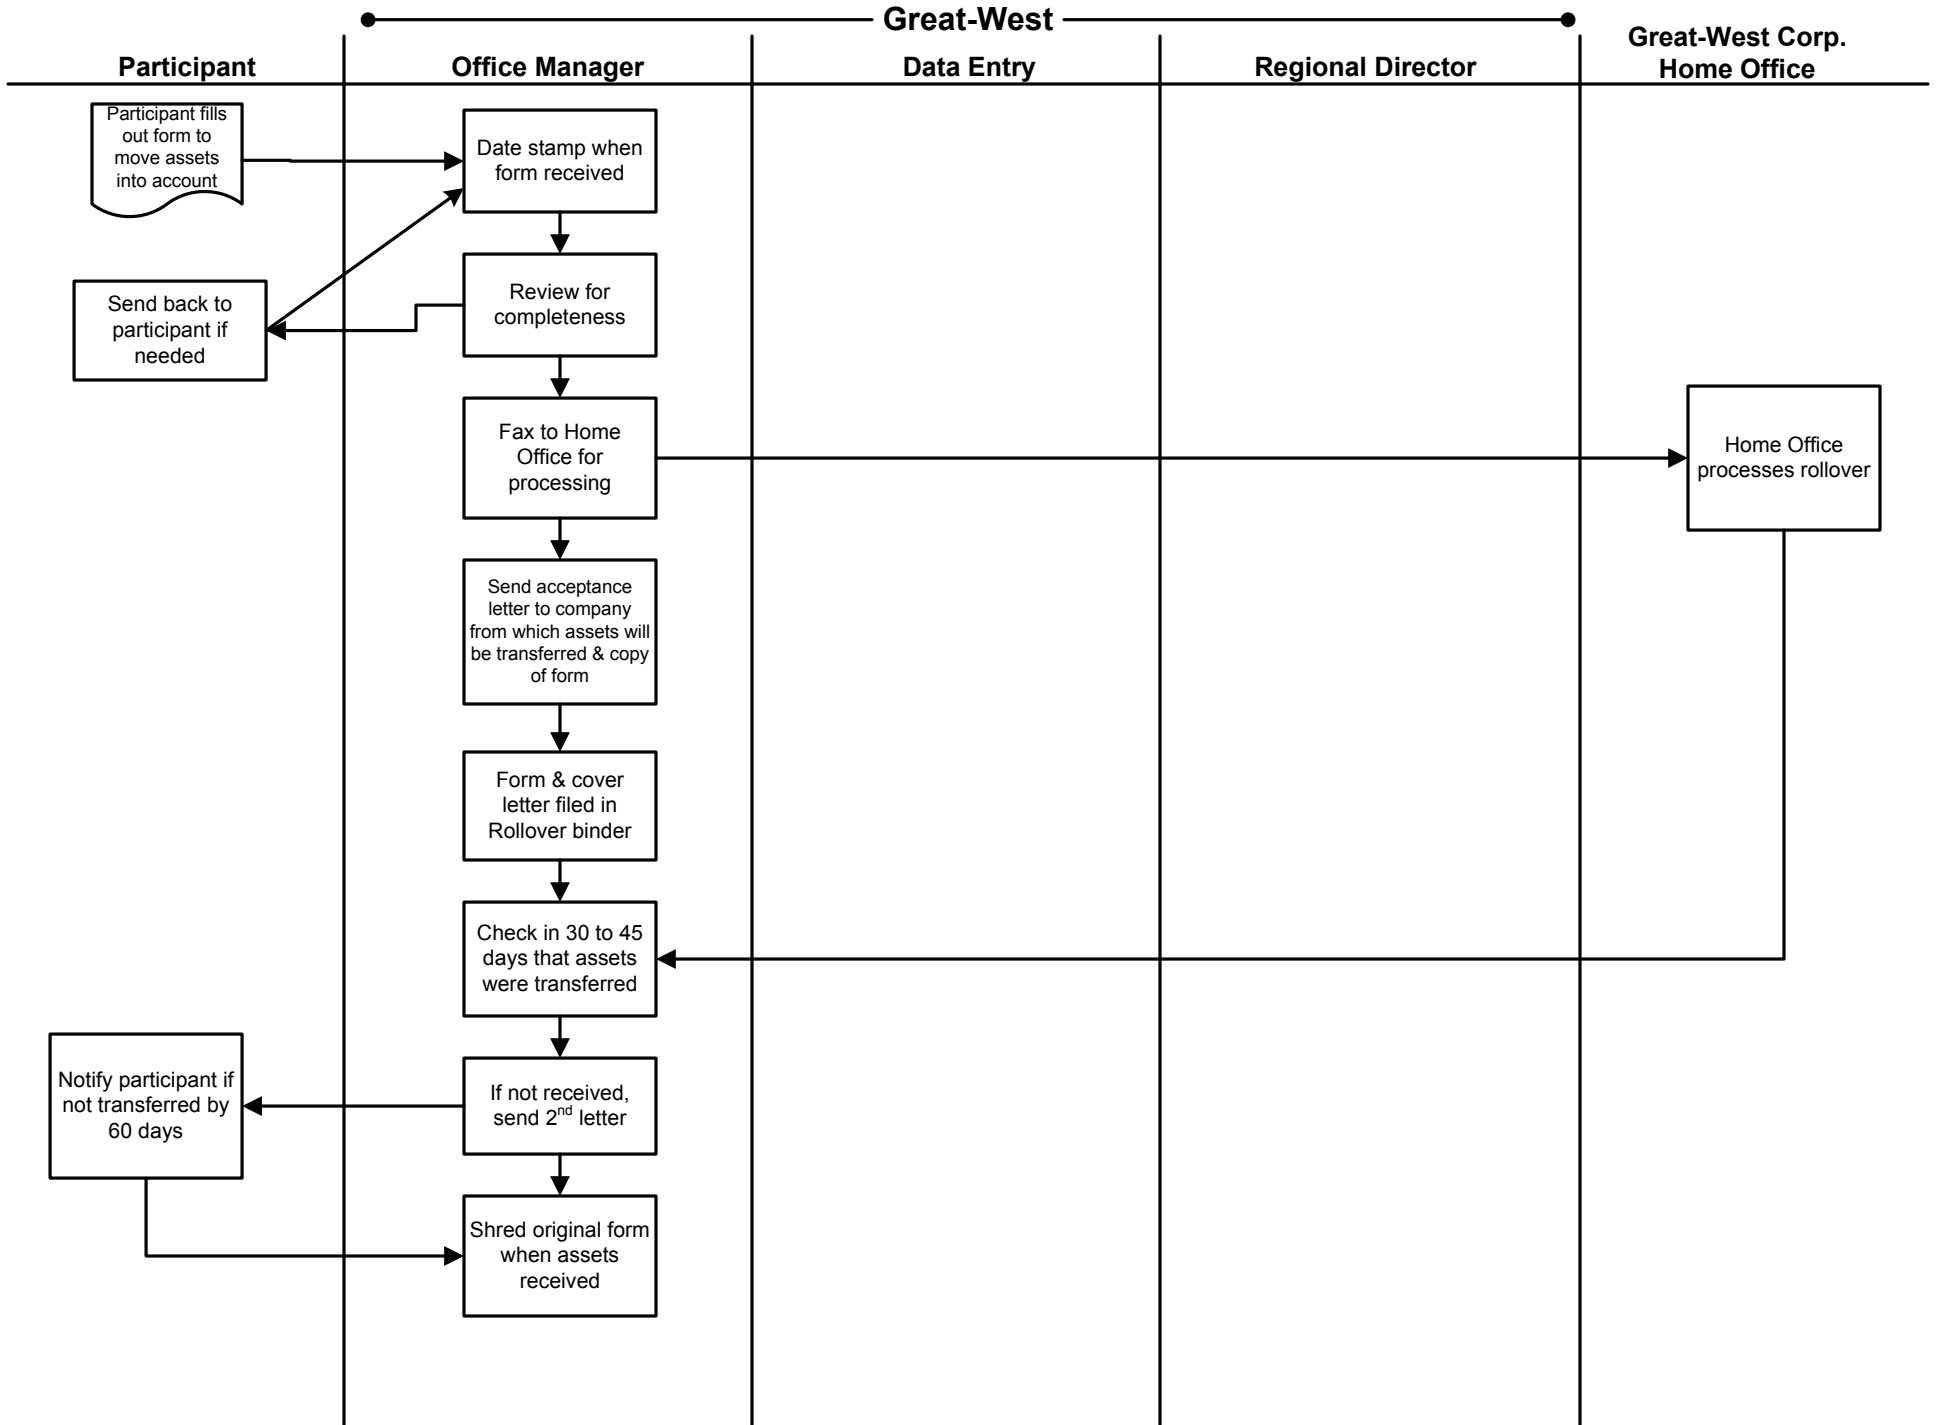 Great-West
Participant
Office Manager
Data Entry
Regional Director
Great-West Corp.
Home Office
Participant fills
out form to
move assets
into account
Date stamp when
form received
Send back to
participant if
needed
Review for
completeness
Fax to Home
Office for
processing
Home Office
processes rollover
Send acceptance
letter to company
from which assets will
be transferred & copy
of form
Form & cover
letter filed in
Rollover binder
Check in 30 to 45
days that assets
were transferred
Notify participant if
not transferred by
60 days
If not received,
send 2nd letter
Shred original form
when assets
received